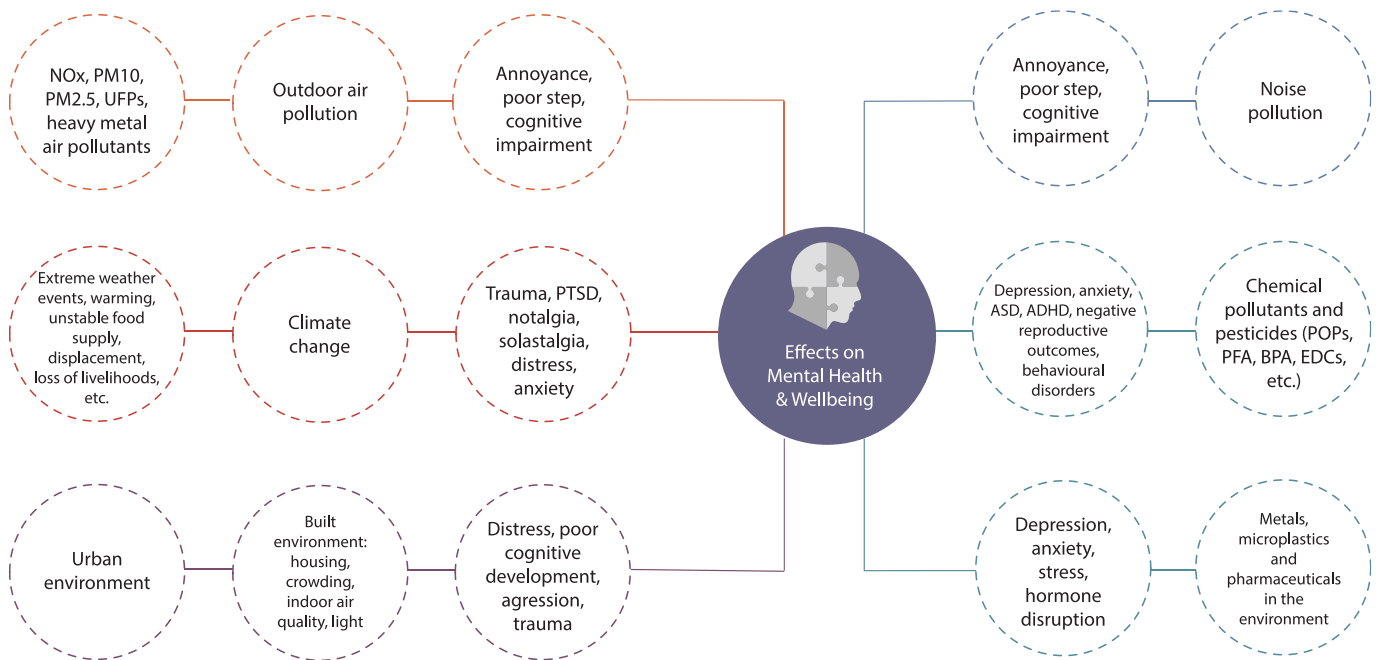 NOx, PM10,
PM2.5, UFPs,
heavy metal
air pollutants
Outdoor air
pollution
Annoyance,
poor step,
cognitive
impairment
Annoyance,
poor step,
cognitive
impairment
Noise
pollution
Extreme weather
events, warming,
unstable food
supply,
displacement,
loss of livelihoods,
etc.
Climate
change
Trauma, PTSD,
notalgia,
solastalgia,
distress,
anxiety
Effects on
Mental Health
& Wellbeing
Depression, anxiety,
ASD, ADHD, negative
reproductive
outcomes,
behavioural
disorders
Chemical
pollutants and
pesticides (POPs,
PFA, BPA, EDCs,
etc.)
Urban
environment
Built
environment:
housing,
crowding,
indoor air
quality, light
Distress, poor
cognitive
development,
agression,
trauma
Depression,
anxiety,
stress,
hormone
disruption
Metals,
microplastics
and
pharmaceuticals
in the
environment